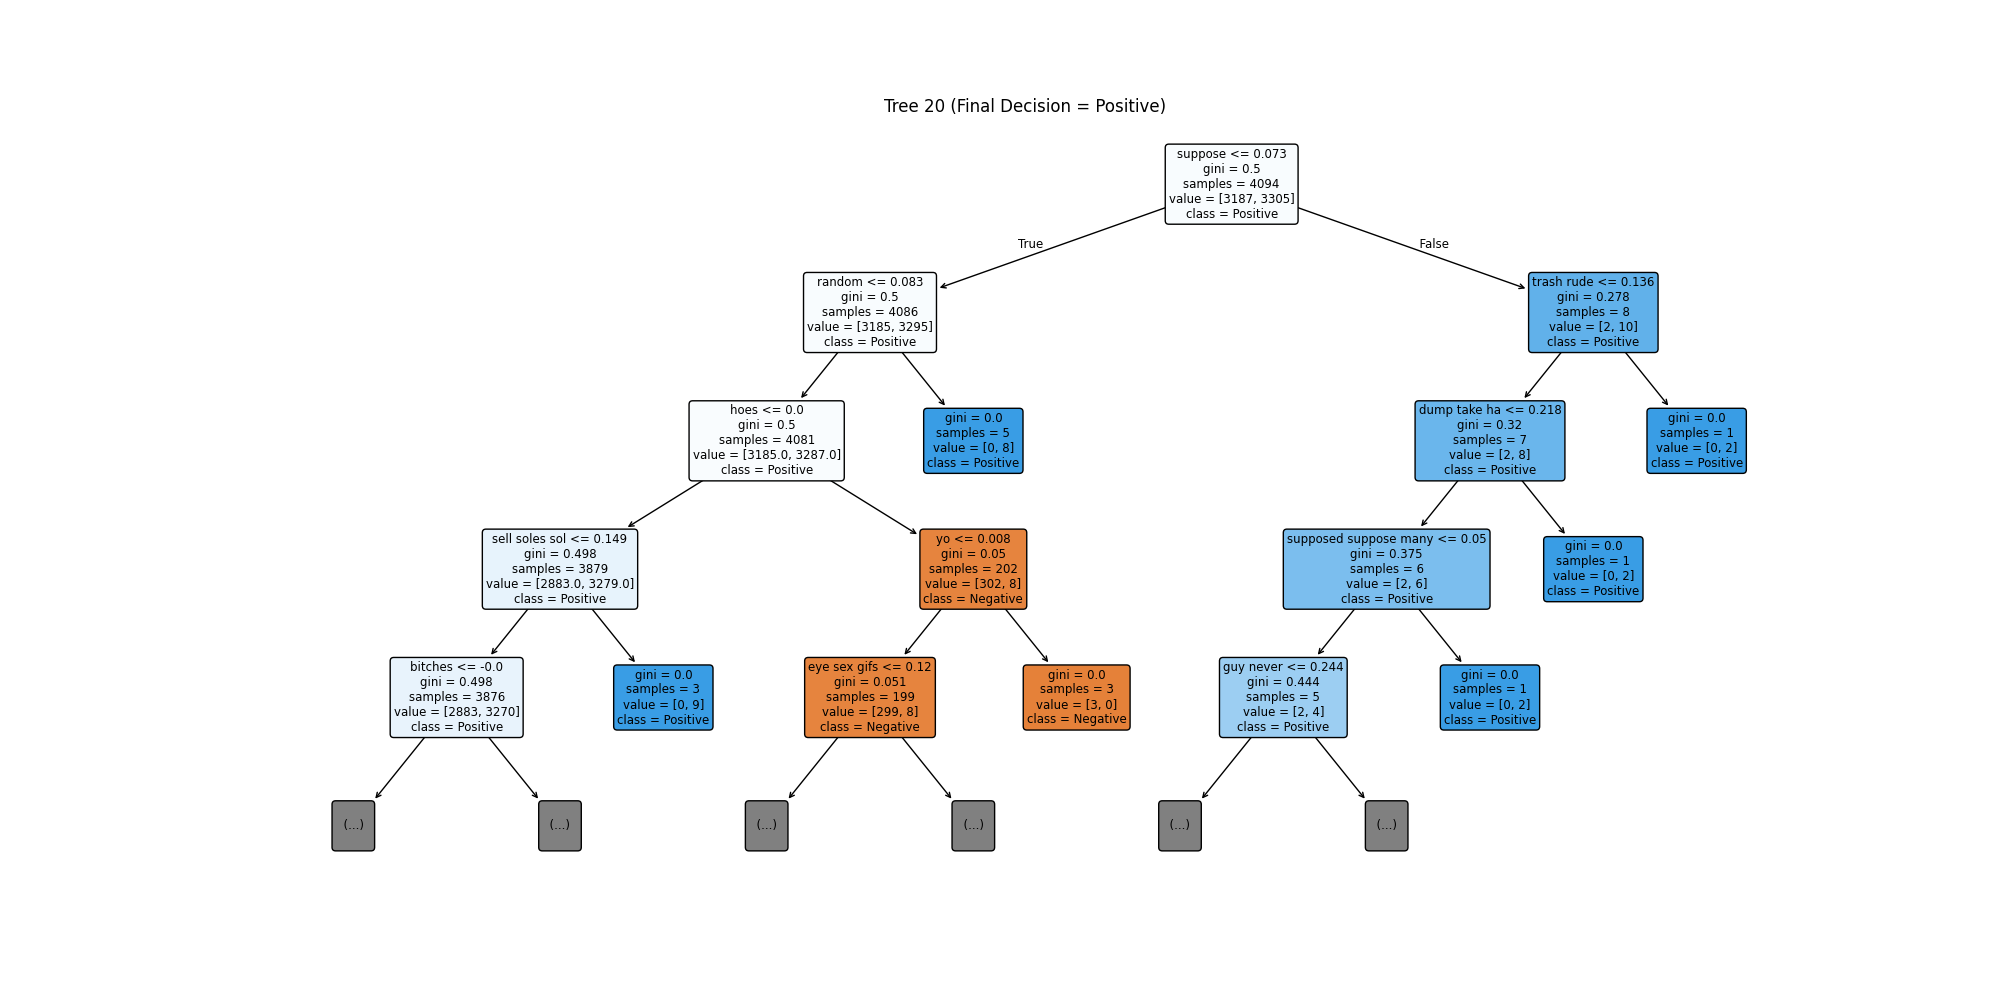 Tree 20 (Final Decision = Positive)
suppose <= 0.073
gini = 0.5
samples = 4094
value = [3187, 3305]
class = Positive
True
False
random <= 0.083
gini = 0.5
samples = 4086
value = [3185, 3295]
class = Positive
trash rude <= 0.136
gini = 0.278
samples = 8
value = [2, 10]
class = Positive
hoes <= 0.0
gini = 0.5
samples = 4081
value = [3185.0, 3287.0]
class = Positive
gini = 0.0
samples = 5
value = [0, 8]
class = Positive
dump take ha <= 0.218
gini = 0.32
samples = 7
value = [2, 8]
class = Positive
gini = 0.0
samples = 1
value = [0, 2]
class = Positive
sell soles sol <= 0.149
gini = 0.498
samples = 3879
value = [2883.0, 3279.0]
class = Positive
yo <= 0.008
gini = 0.05
samples = 202
value = [302, 8]
class = Negative
supposed suppose many <= 0.05
gini = 0.375
samples = 6
value = [2, 6]
class = Positive
gini = 0.0
samples = 1
value = [0, 2]
class = Positive
bitches <= -0.0
gini = 0.498
samples = 3876
value = [2883, 3270]
class = Positive
gini = 0.0
samples = 3
value = [0, 9]
class = Positive
eye sex gifs <= 0.12
gini = 0.051
samples = 199
value = [299, 8]
class = Negative
gini = 0.0
samples = 3
value = [3, 0]
class = Negative
guy never <= 0.244
gini = 0.444
samples = 5
value = [2, 4]
class = Positive
gini = 0.0
samples = 1
value = [0, 2]
class = Positive
(...)
(...)
(...)
(...)
(...)
(...)